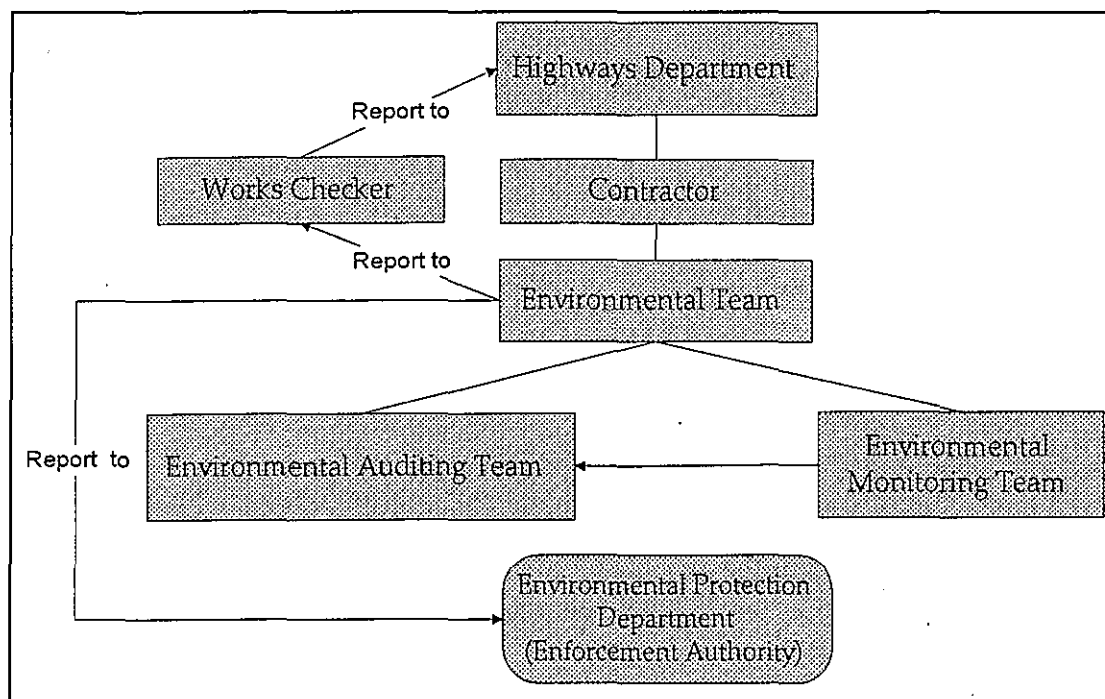 Highways Department
Report to
Works Checker
Contractor
Report to
Environmental Team
Report to
Environmental Auditing Team
Environmental
Monitoring Team
Environmental Protection
Department
(Enforcement Authority)